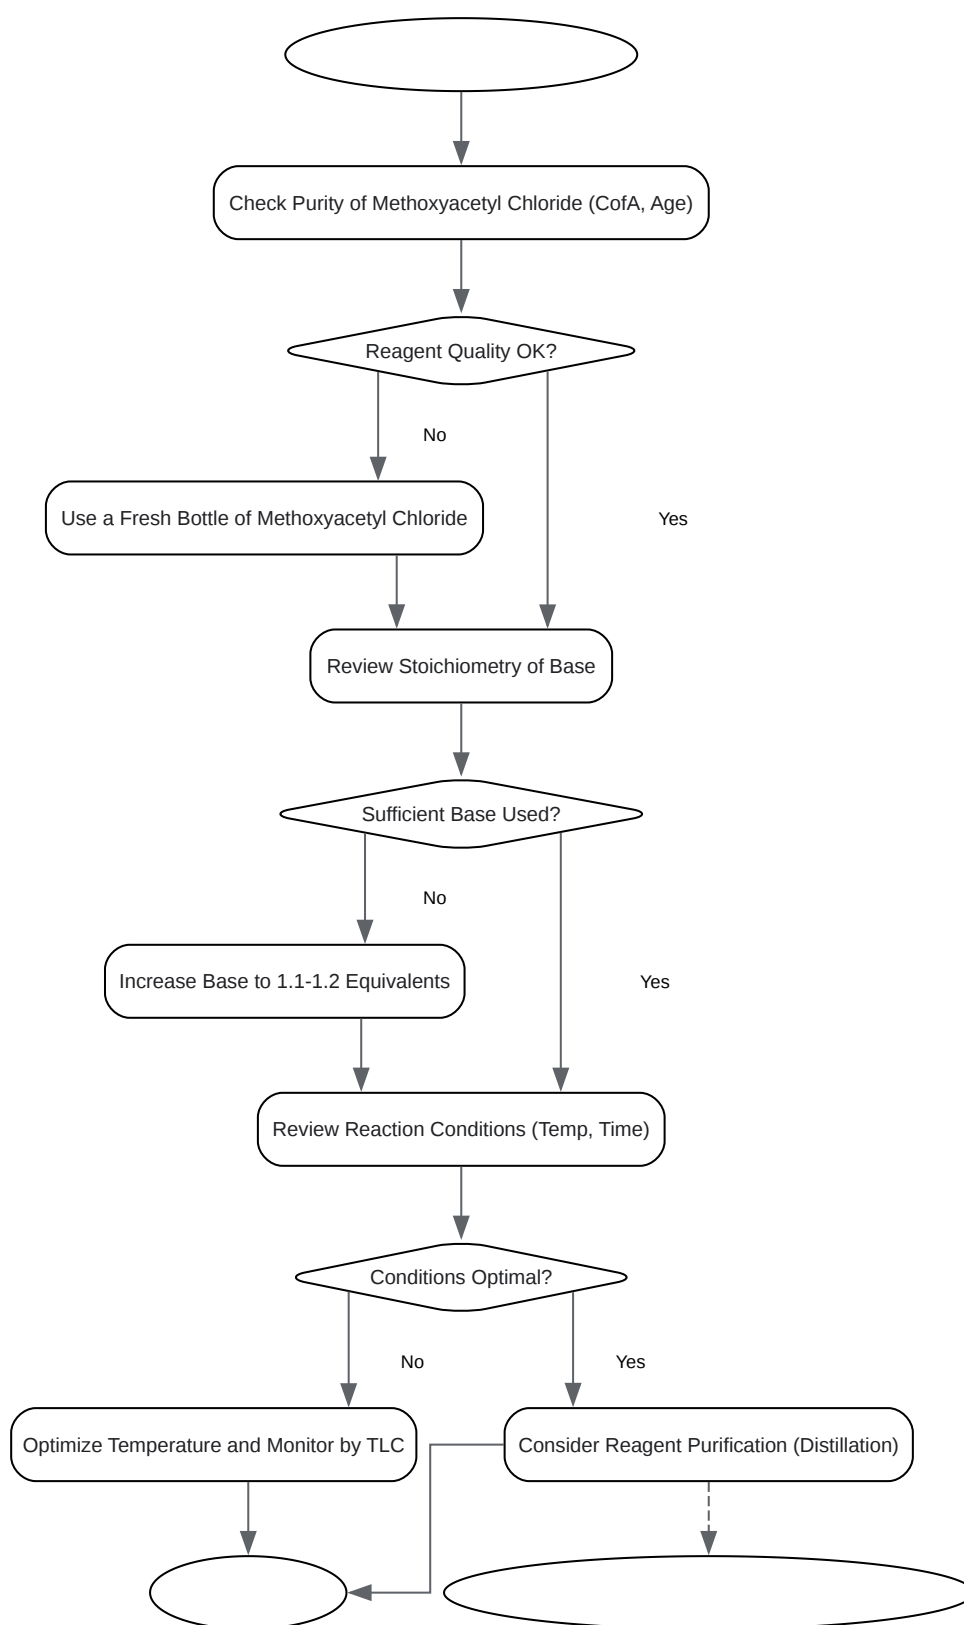 Check Purity of Methoxyacetyl Chloride (CofA, Age)
Reagent Quality OK?
No
Use a Fresh Bottle of Methoxyacetyl Chloride
Yes
Review Stoichiometry of Base
Sufficient Base Used?
No
Increase Base to 1.1-1.2 Equivalents
Yes
Review Reaction Conditions (Temp, Time)
Conditions Optimal?
No
Yes
Optimize Temperature and Monitor by TLC
Consider Reagent Purification (Distillation)